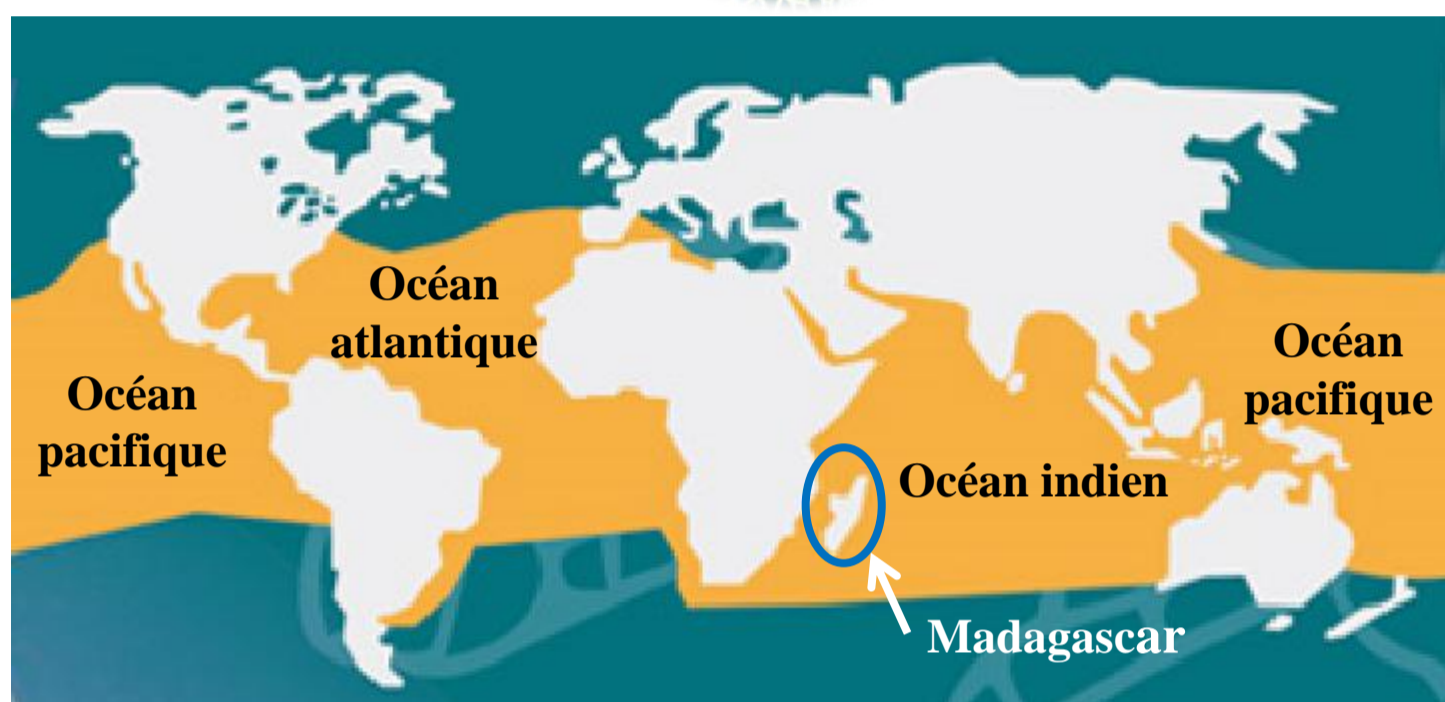 Océan
atlantique
Océan
pacifique
Océan
pacifique
Océan indien
Madagascar